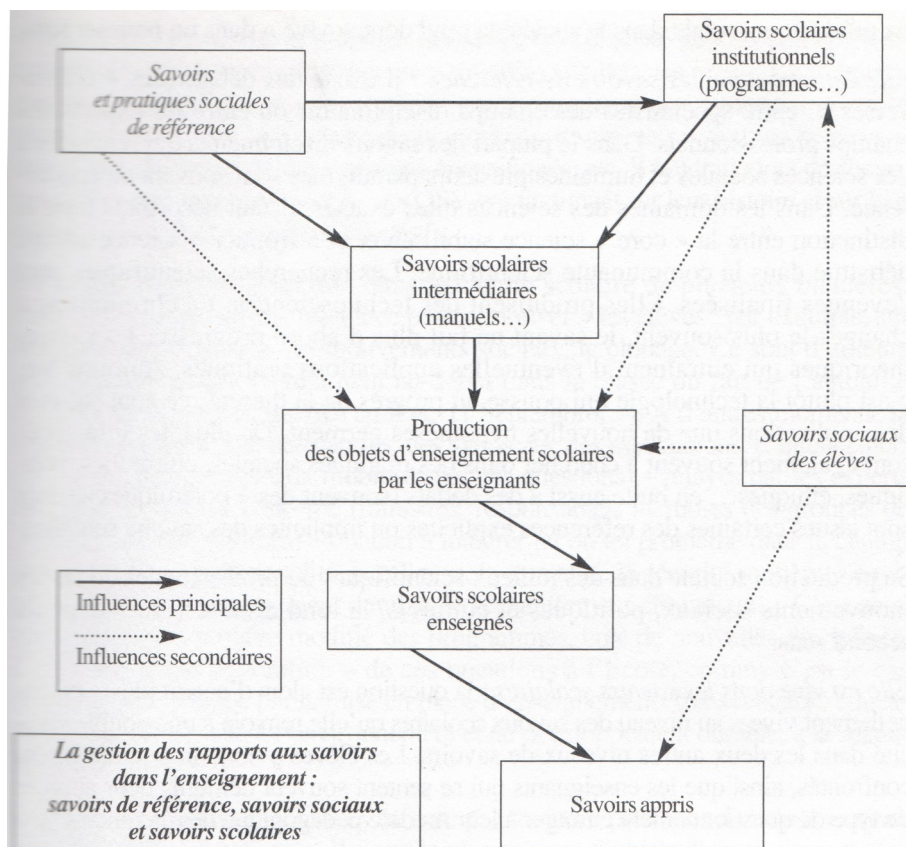 Savoirs scolaires
institutionnels
(programmes…)
Savoirs
et pratiques sociales
de référence
Savoirs scolaires
intermédiaires
(manuels…)
Production
des objets d'enseignement scolaires
par les enseignants
Savoirs sociaux
des élèves
Influences principales
Influences secondaires
Savoirs scolaires
enseignés
La gestion des rapports aux savoirs
dans l'enseignement :
savoirs de référence, savoirs sociaux
et savoirs scolaires
Savoirs appris